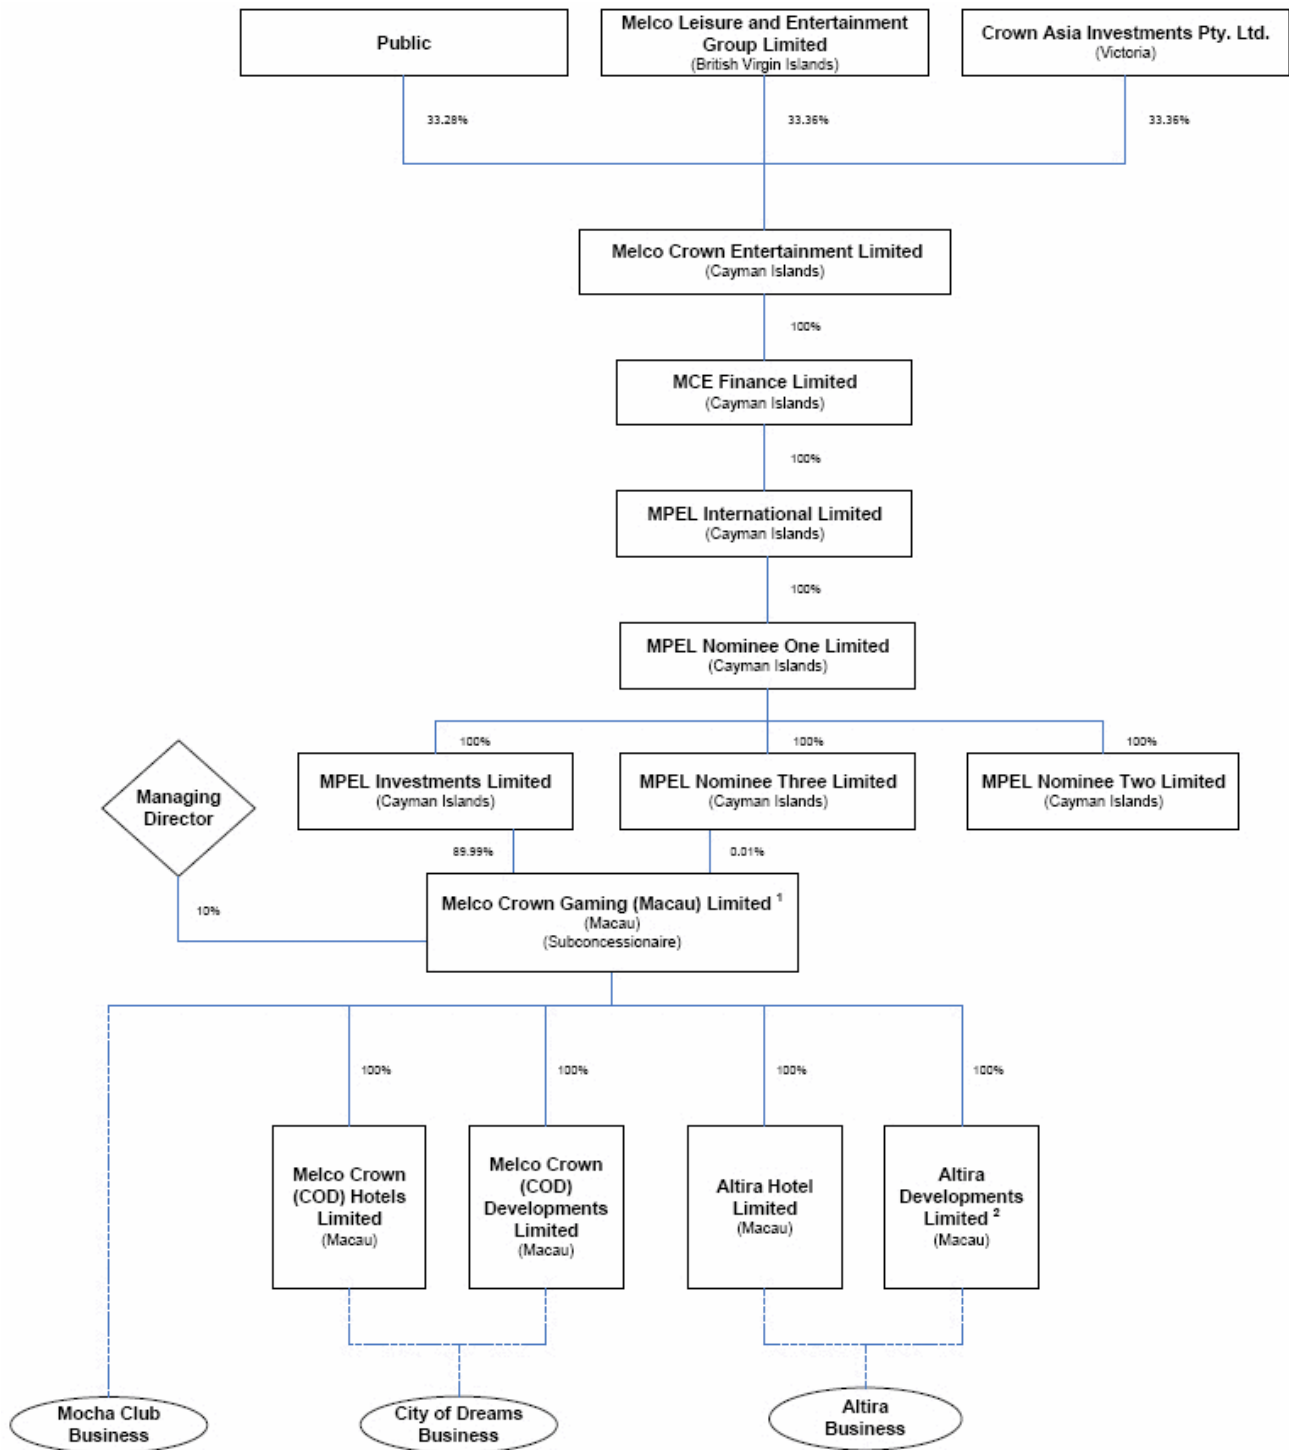 Public
Melco Leisure and Entertainment
Group Limited
(British Virgin Islands)
Crown Asia Investments Pty. Ltd.
(Victoria)
33.28%
33.36%
33.36%
Melco Crown Entertainment Limited
(Cayman Islands)
100%
MCE Finance Limited
(Cayman Islands)
100%
MPEL International Limited
(Cayman Islands)
100%
MPEL Nominee One Limited
(Cayman Islands)
100%
100%
100%
Managing
Director
MPEL Investments Limited
(Cayman Islands)
MPEL Nominee Three Limited
(Cayman Islands)
MPEL Nominee Two Limited
(Cayman Islands)
89.99%
0.01%
10%
Melco Crown Gaming (Macau) Limited 1
(Macau)
(Subconcessionaire)
100%
100%
100%
100%
Melco Crown
(COD) Hotels
Limited
(Macau)
Melco Crown
(COD)
Developments
Limited
(Macau)
Altira Hotel
Limited
(Macau)
Altira
Developments
Limited 2
(Macau)
Mocha Club
Business
City of Dreams
Business
Altira
Business